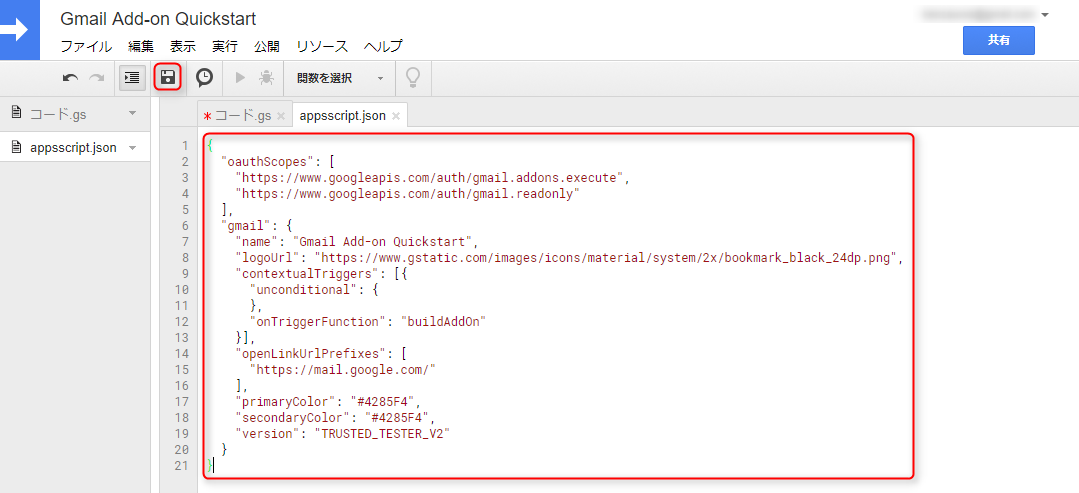 Gmail Add-on Quickstart
ファイル 編集 表示 実行 公開 リソース ヘルプ
共有
関数を選択
コード.gs
appsscript.json
* コード.gs ×
appsscript.json ×
1 {
2 "oauthScopes": [
3 "https://www.googleapis.com/auth/gmail.addons.execute",
4 "https://www.googleapis.com/auth/gmail.readonly"
5 ],
6 "gmail": {
7 "name": "Gmail Add-on Quickstart",
8 "logoUrl": "https://www.gstatic.com/images/icons/material/system/2x/bookmark_black_24dp.png",
9 "contextualTriggers": [{
10 "unconditional": {
11 },
12 "onTriggerFunction": "buildAddOn"
13 }],
14 "openLinkUrlPrefixes": [
15 "https://mail.google.com/"
16 ],
17 "primaryColor": "#4285F4",
18 "secondaryColor": "#4285F4",
19 "version": "TRUSTED_TESTER_V2"
20 }
21 }